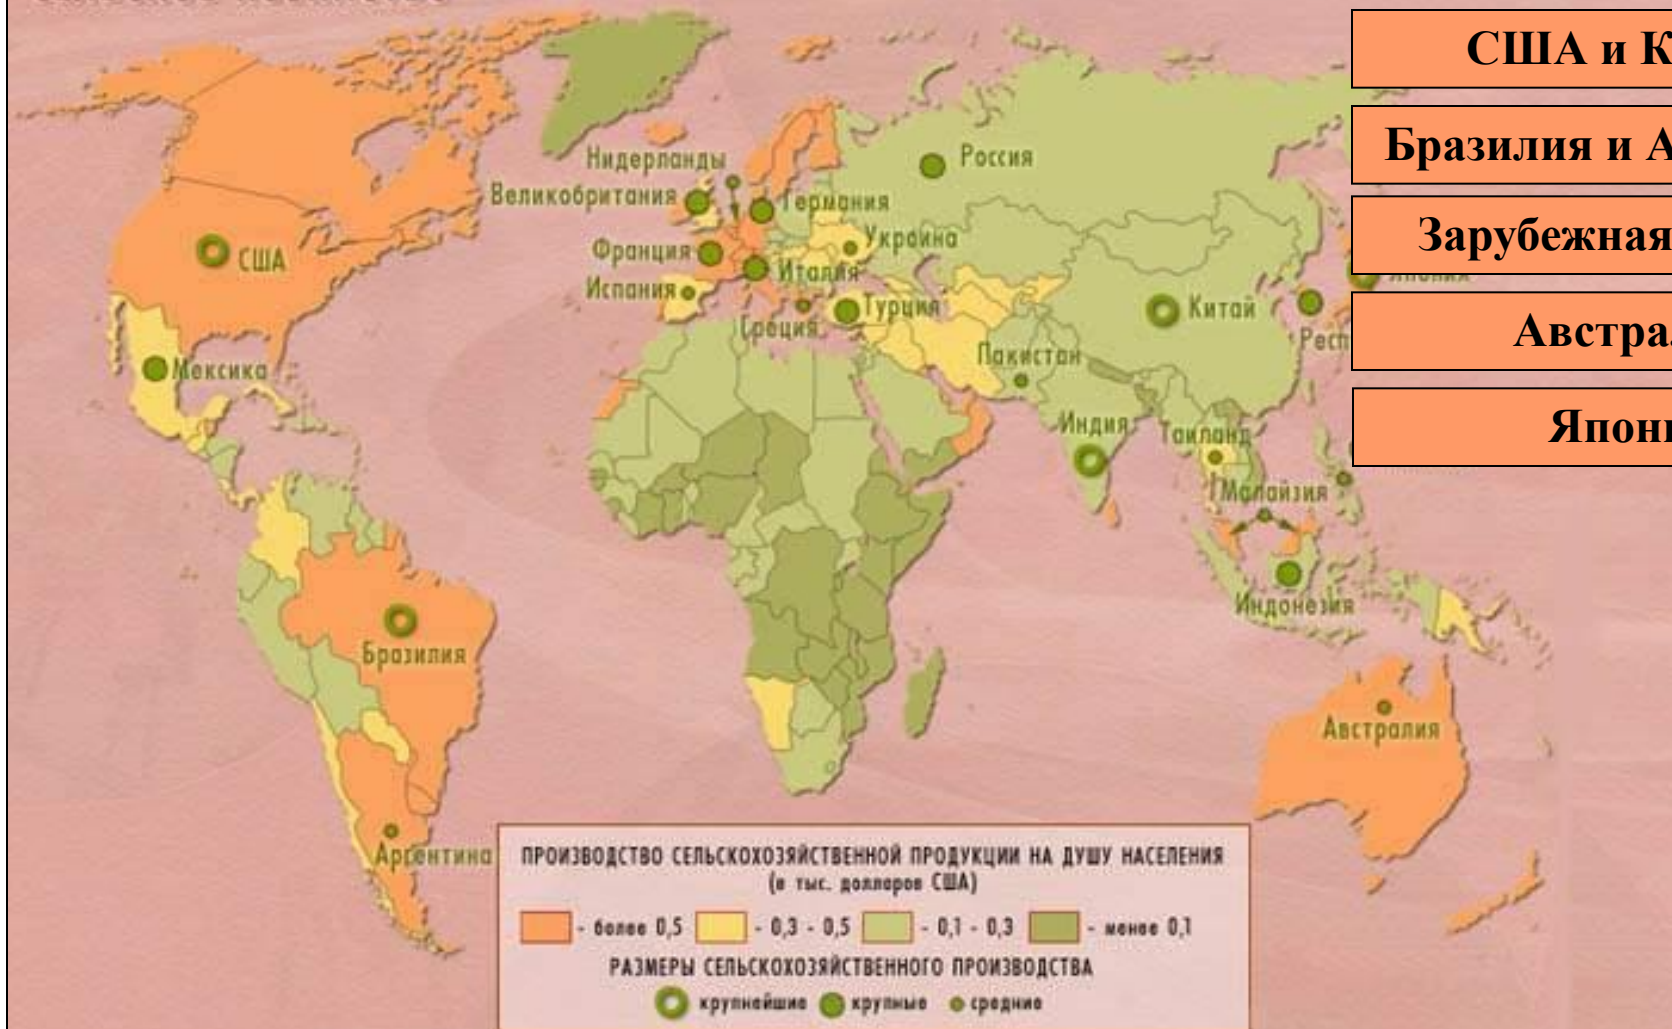 США и К
Бразилия и А
Зарубежная
Австра
Япон
Нидерланды
Россия
Великобритания
Германия
Украина
США
Франция
Италия
Испания
Турция
Китай
Греция
Респ
Мексика
Пакистан
Индия
Таиланд
Малайзия
Индонезия
Бразилия
Австралия
Аргентина
ПРОИЗВОДСТВО СЕЛЬСКОХОЗЯЙСТВЕННОЙ ПРОДУКЦИИ НА ДУШУ НАСЕЛЕНИЯ
(в тыс. долларов США)
- более 0,5 - 0,3 - 0,5 - 0,1 - 0,3 - менее 0,1
РАЗМЕРЫ СЕЛЬСКОХОЗЯЙСТВЕННОГО ПРОИЗВОДСТВА
крупнейшие крупные средние